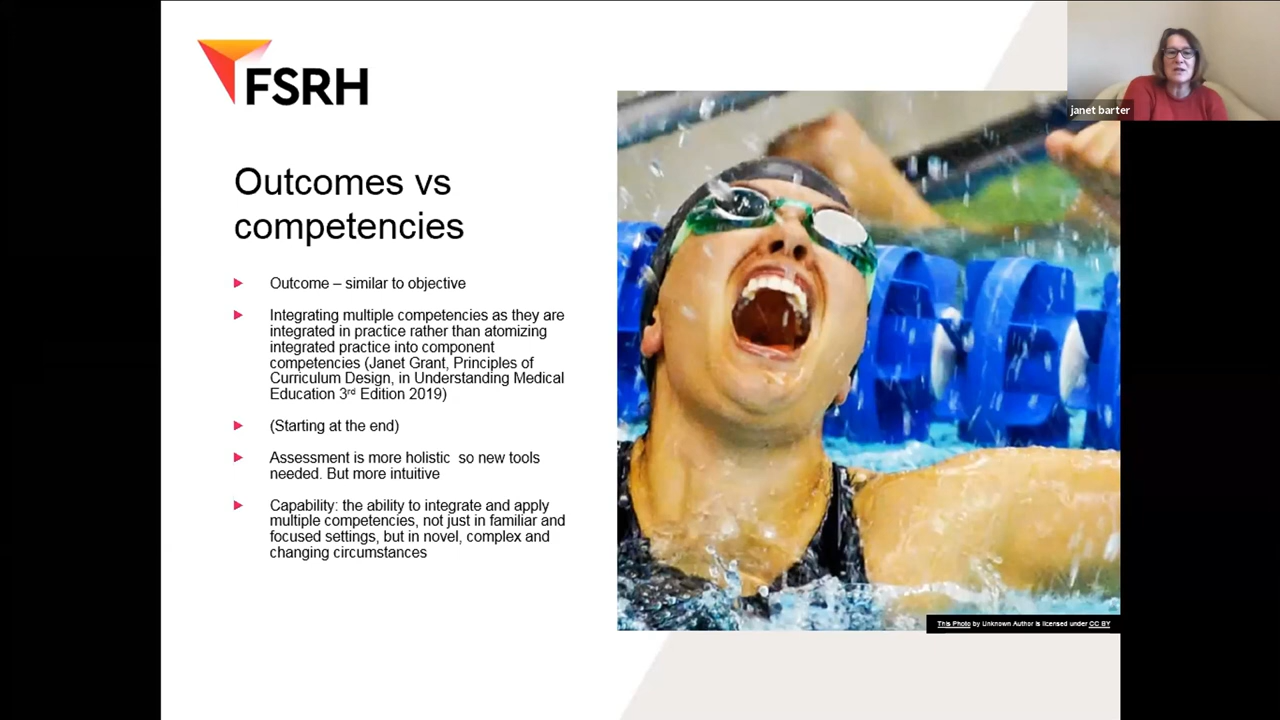 FSRH
janet barter
Outcomes vs
competencies
Outcome – similar to objective
Integrating multiple competencies as they are
integrated in practice rather than atomizing
integrated practice into component
competencies (Janet Grant, Principles of
Curriculum Design, in Understanding Medical
Education 3rd Edition 2019)
(Starting at the end)
Assessment is more holistic so new tools
needed. But more intuitive
Capability: the ability to integrate and apply
multiple competencies, not just in familiar and
focused settings, but in novel, complex and
changing circumstances
This Photo by Unknown Author is licensed under CC BY